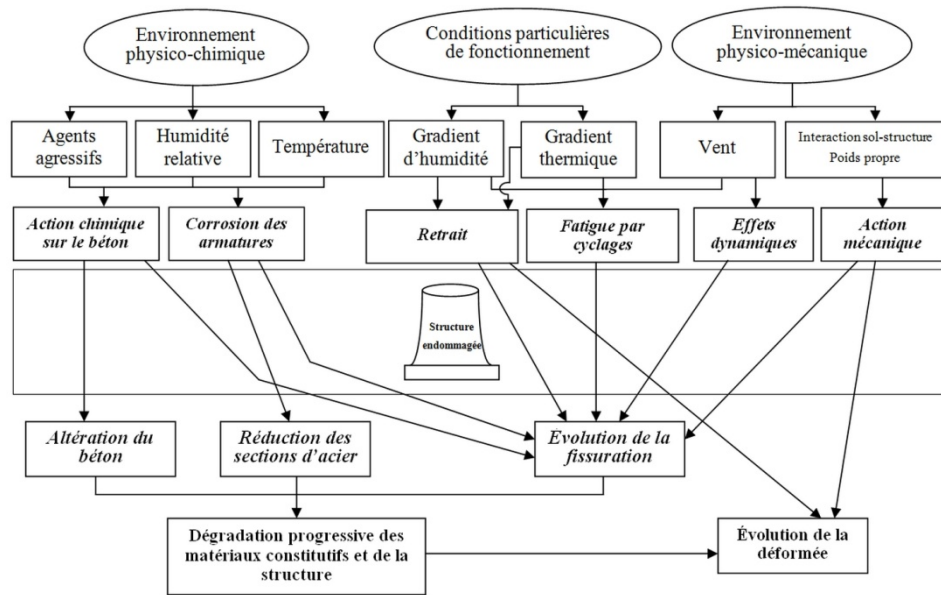 Environnement
physico-chimique
Conditions particulières
de fonctionnement
Environnement
physico-mécanique
Agents
agressifs
Humidité
relative
Température
Gradient
d'humidité
Gradient
thermique
Vent
Interaction sol-structure
Poids propre
Action chimique
sur le béton
Corrosion des
armatures
Retrait
Fatigue par
cyclages
Effets
dynamiques
Action
mécanique
Structure
endommagée
Altération du
béton
Réduction des
sections d'acier
Évolution de la
fissuration
Dégradation progressive des
matériaux constitutifs et de la
structure
Évolution de la
déformée